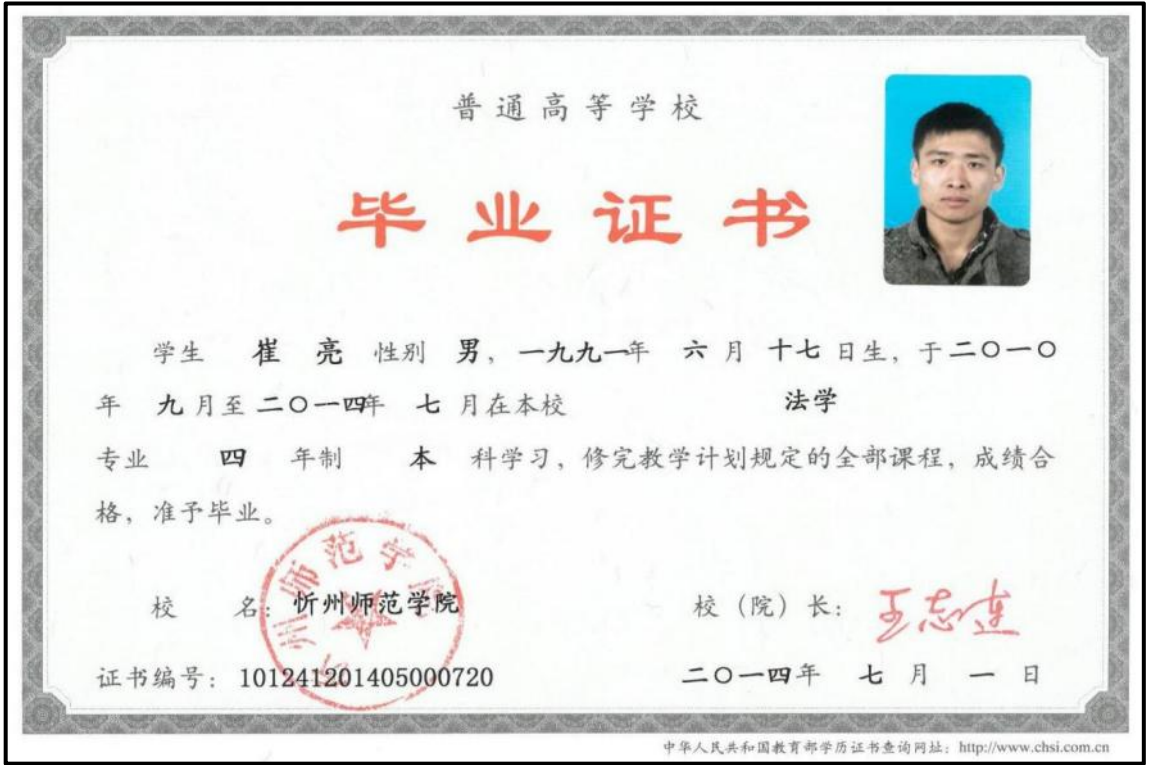 普通高等学校
毕业证书
学生 崔亮 性别 男，一九九一年 六月 十七日生，于二〇一〇
年 九月至二〇一四年 七月在本校 法学
专业 四 年制 本 科学习，修完教学计划规定的全部课程，成绩合
格，准予毕业。
校 名：忻州师范学院 校（院）长：王志连
证书编号：101241201405000720 二〇一四年 七月 一日
中华人民共和国教育部学历证书查询网址：http://www.chsi.com.cn